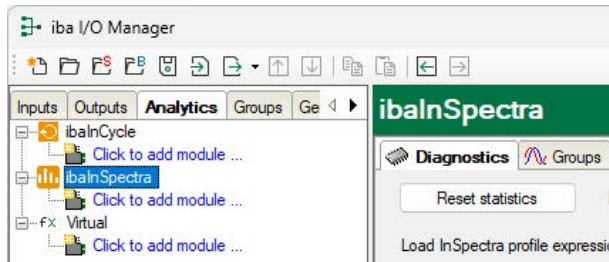 iba I/O Manager
Inputs Outputs Analytics Groups Ge
ibaInCycle
Click to add module ...
ibaInSpectra
Click to add module ...
Virtual
Click to add module ...
ibaInSpectra
Diagnostics Groups
Reset statistics
Load InSpectra profile expressi